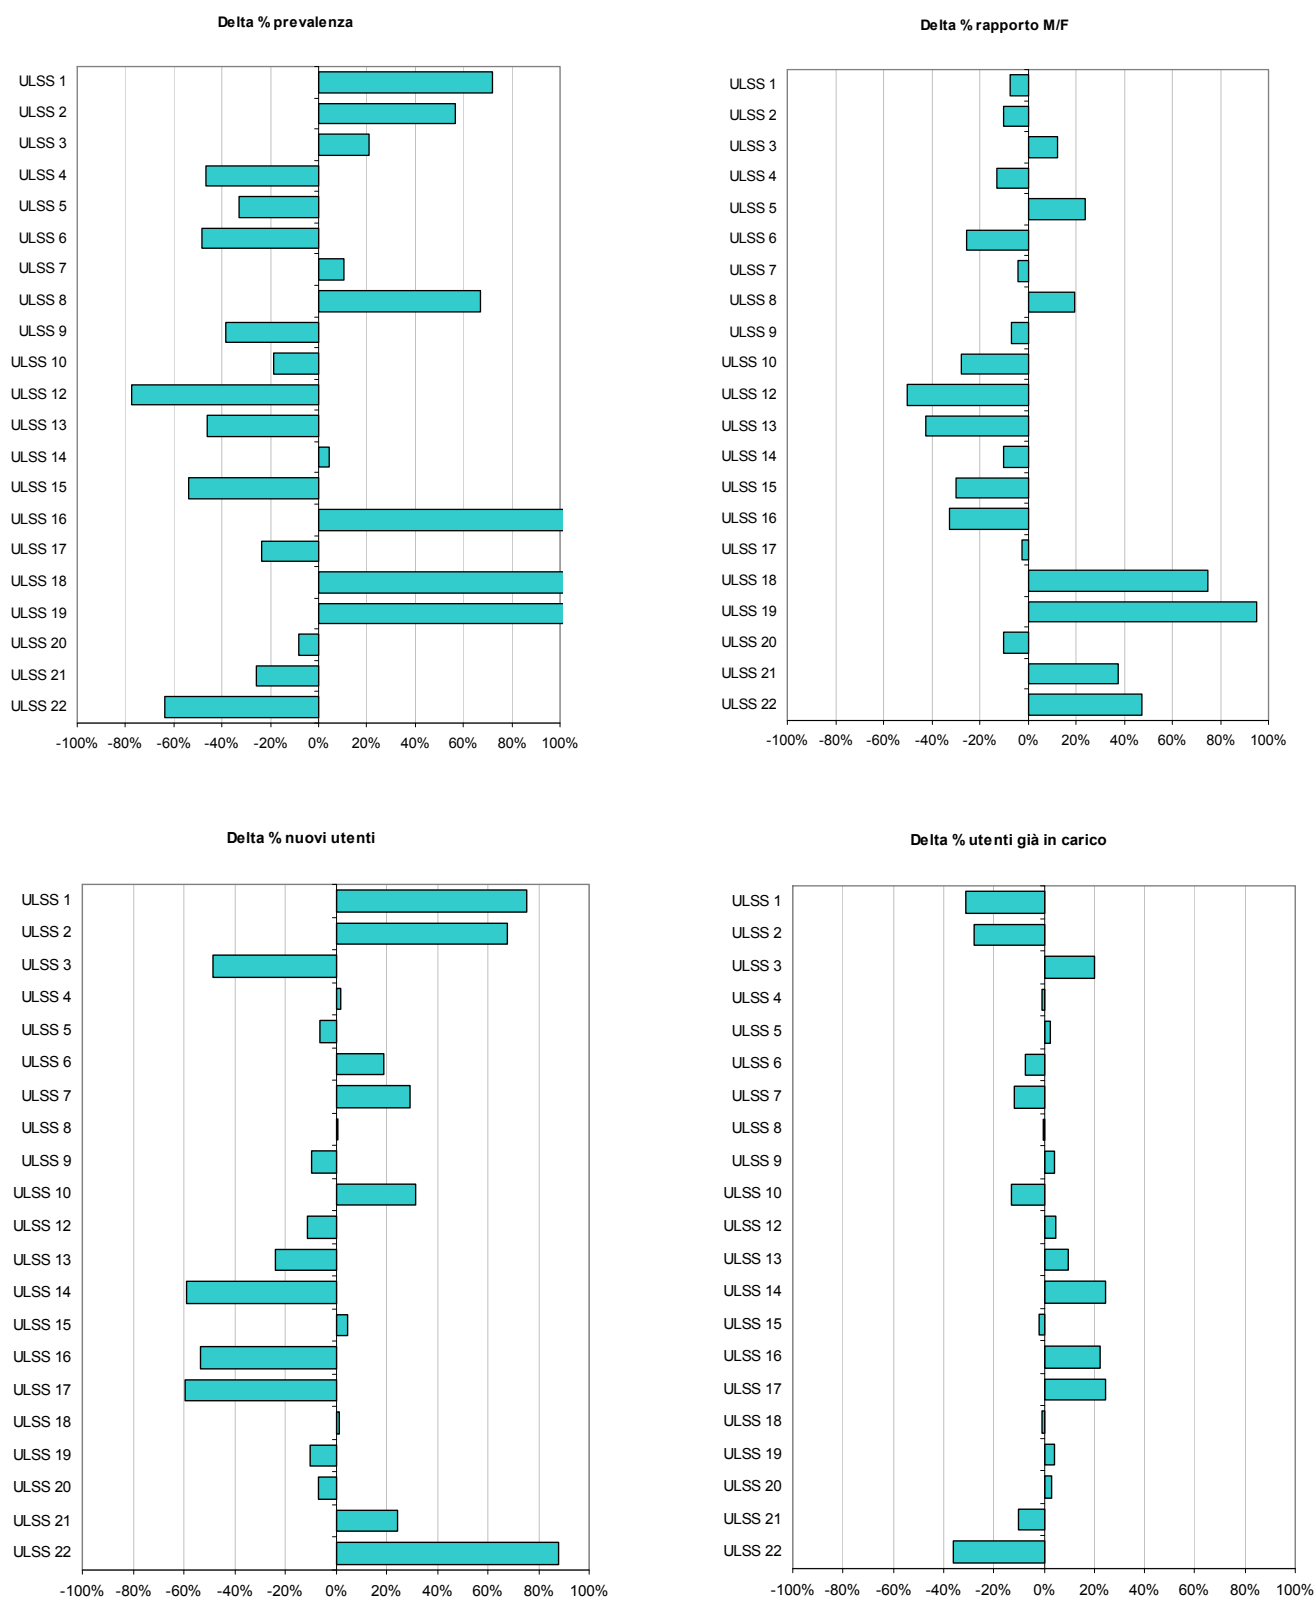 Delta % prevalenza
ULSS 1
ULSS 2
ULSS 3
ULSS 4
ULSS 5
ULSS 6
ULSS 7
ULSS 8
ULSS 9
ULSS 10
ULSS 12
ULSS 13
ULSS 14
ULSS 15
ULSS 16
ULSS 17
ULSS 18
ULSS 19
ULSS 20
ULSS 21
ULSS 22
-100% -80% -60% -40% -20% 0% 20% 40% 60% 80% 100%
Delta % rapporto M/F
ULSS 1
ULSS 2
ULSS 3
ULSS 4
ULSS 5
ULSS 6
ULSS 7
ULSS 8
ULSS 9
ULSS 10
ULSS 12
ULSS 13
ULSS 14
ULSS 15
ULSS 16
ULSS 17
ULSS 18
ULSS 19
ULSS 20
ULSS 21
ULSS 22
-100% -80% -60% -40% -20% 0% 20% 40% 60% 80% 100%
Delta % nuovi utenti
ULSS 1
ULSS 2
ULSS 3
ULSS 4
ULSS 5
ULSS 6
ULSS 7
ULSS 8
ULSS 9
ULSS 10
ULSS 12
ULSS 13
ULSS 14
ULSS 15
ULSS 16
ULSS 17
ULSS 18
ULSS 19
ULSS 20
ULSS 21
ULSS 22
-100% -80% -60% -40% -20% 0% 20% 40% 60% 80% 100%
Delta % utenti già in carico
ULSS 1
ULSS 2
ULSS 3
ULSS 4
ULSS 5
ULSS 6
ULSS 7
ULSS 8
ULSS 9
ULSS 10
ULSS 12
ULSS 13
ULSS 14
ULSS 15
ULSS 16
ULSS 17
ULSS 18
ULSS 19
ULSS 20
ULSS 21
ULSS 22
-100% -80% -60% -40% -20% 0% 20% 40% 60% 80% 100%